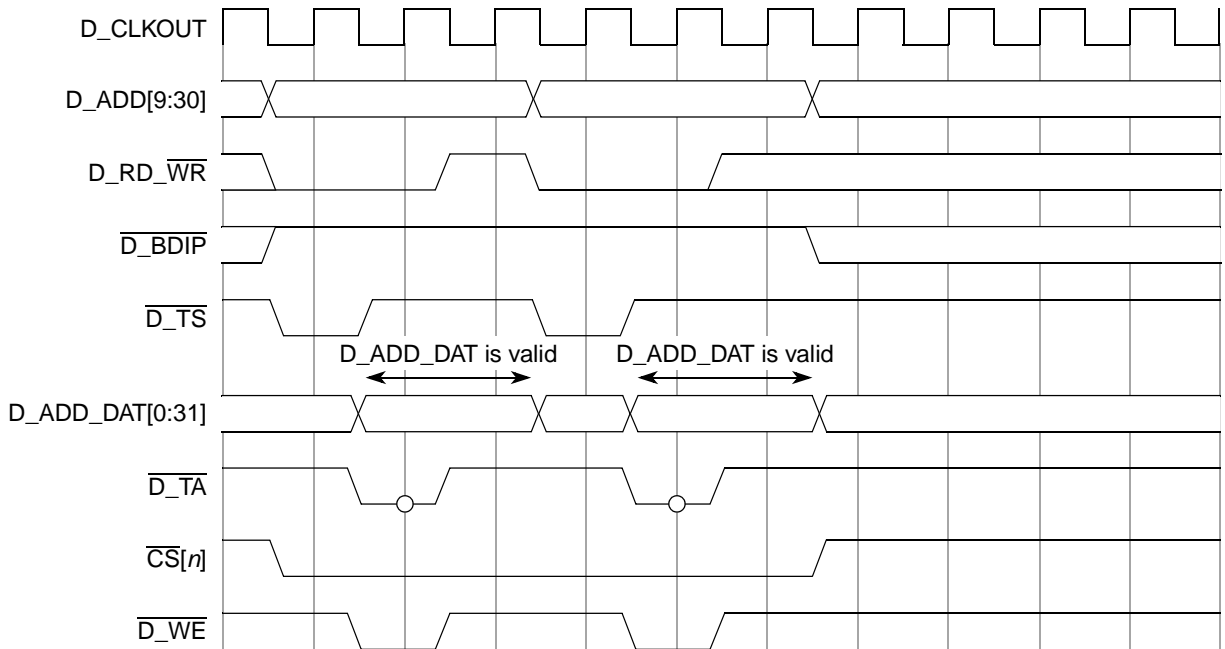 D_CLKOUT
D_ADD[9:30]
D_RD_WR
D_BDIP
D_TS
D_ADD_DAT is valid D_ADD_DAT is valid
D_ADD_DAT[0:31]
D_TA
CS[n]
D_WE